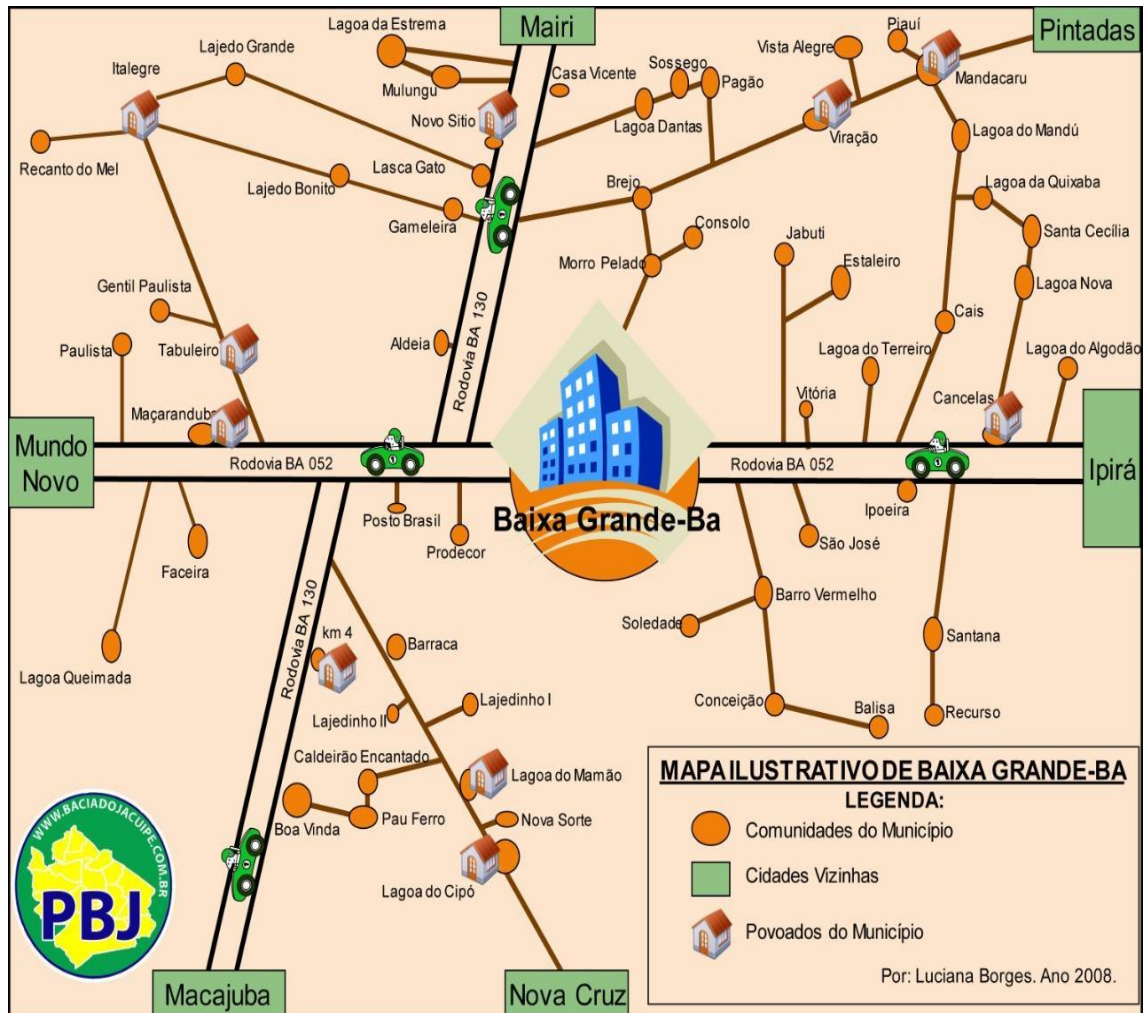 Mairi
Pintadas
Lagoa da Estrema
Piauí
Lajedo Grande
Vista Alegre
Italegre
Casa Vicente
Sossego
Pagão
Mandacaru
Mulungu
Novo Sitio
Lagoa Dantas
Viração
Lagoa do Mandú
Recanto do Mel
Lasca Gato
Lajedo Bonito
Brejo
Lagoa da Quixaba
Gameleira
Consolo
Jabuti
Santa Cecília
Morro Pelado
Estaleiro
Gentil Paulista
Lagoa Nova
Rodovia BA 130
Cais
Paulista
Tabuleiro
Aldeia
Lagoa do Terreiro
Lagoa do Algodão
Vitória
Cancelas
Maçarandub
Mundo
Novo
Rodovia BA 052
Rodovia BA 052
Ipirá
Baixa Grande-Ba
Posto Brasil
Prodecor
Ipoeira
São José
Faceira
Rodovia BA 130
Barro Vermelho
Soledade
km 4
Barraca
Santana
Lagoa Queimada
Lajedinho II
Lajedinho I
Conceição
Balisa
Recurso
Caldeirão Encantado
Lagoa do Mamão
Boa Vinda
Pau Ferro
Nova Sorte
Lagoa do Cipó
Macajuba
Nova Cruz
WWW.BACIADOJACUIPE.COM.BR
PBJ
MAPA ILUSTRATIVO DE BAIXA GRANDE-BA
LEGENDA:
Comunidades do Município
Cidades Vizinhas
Povoados do Município
Por: Luciana Borges. Ano 2008.